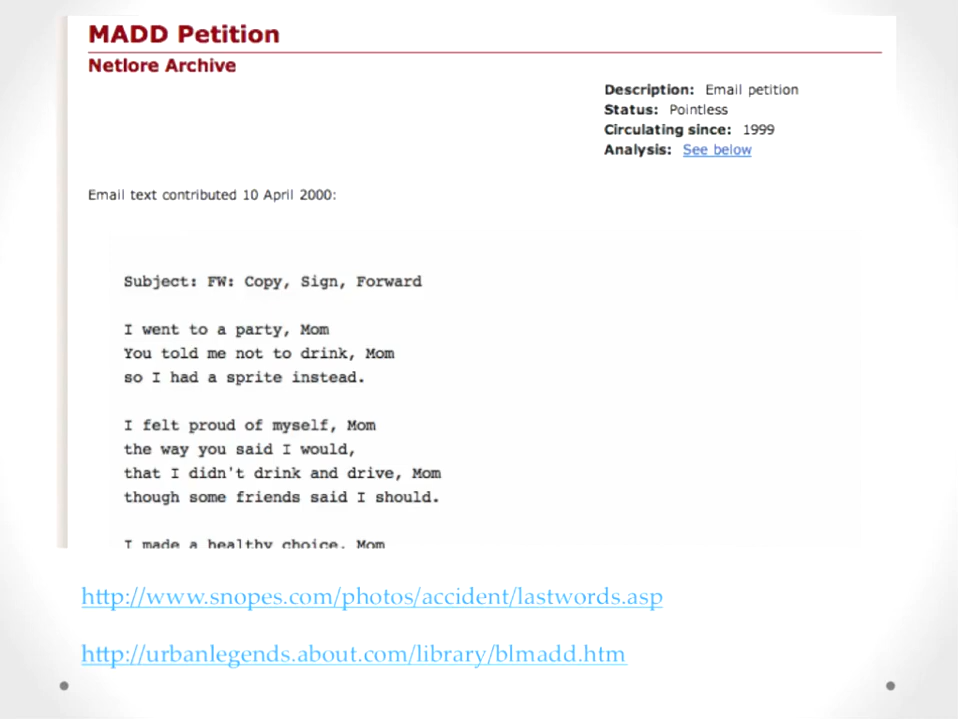 MADD Petition
Netlore Archive
Description: Email petition
Status: Pointless
Circulating since: 1999
Analysis: See below
Email text contributed 10 April 2000:
Subject: FW: Copy, Sign, Forward
I went to a party, Mom
You told me not to drink, Mom
so I had a sprite instead.
I felt proud of myself, Mom
the way you said I would,
that I didn't drink and drive, Mom
though some friends said I should.
I made a healthy choice, Mom
http://www.snopes.com/photos/accident/lastwords.asp
http://urbanlegends.about.com/library/blmadd.htm